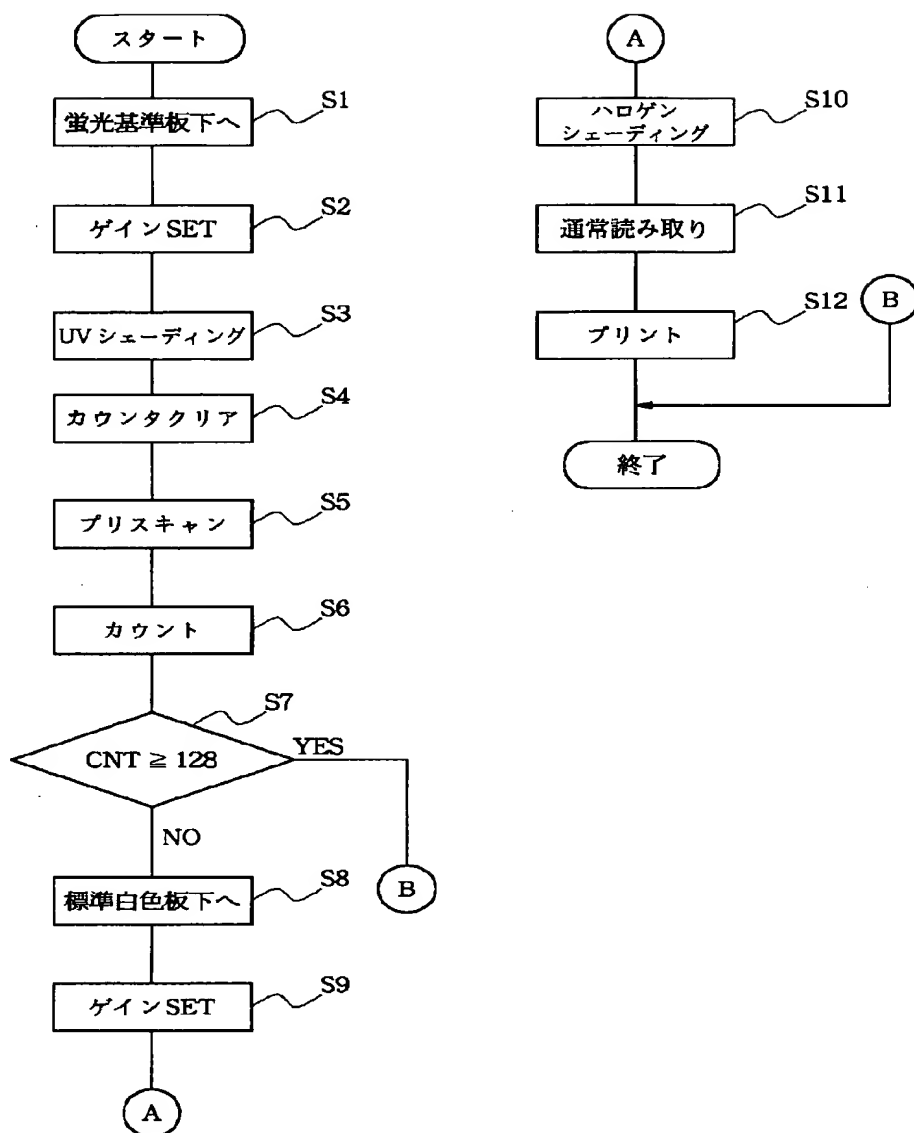 スタート
S1
蛍光基準板下へ
S2
ゲインSET
S3
UVシェーディング
S4
カウンタクリア
S5
プリスキャン
S6
カウント
S7
CNT ≧ 128
YES
NO
B
S8
標準白色板下へ
S9
ゲインSET
A
A
S10
ハロゲン
シェーディング
S11
通常読み取り
S12
B
プリント
終了